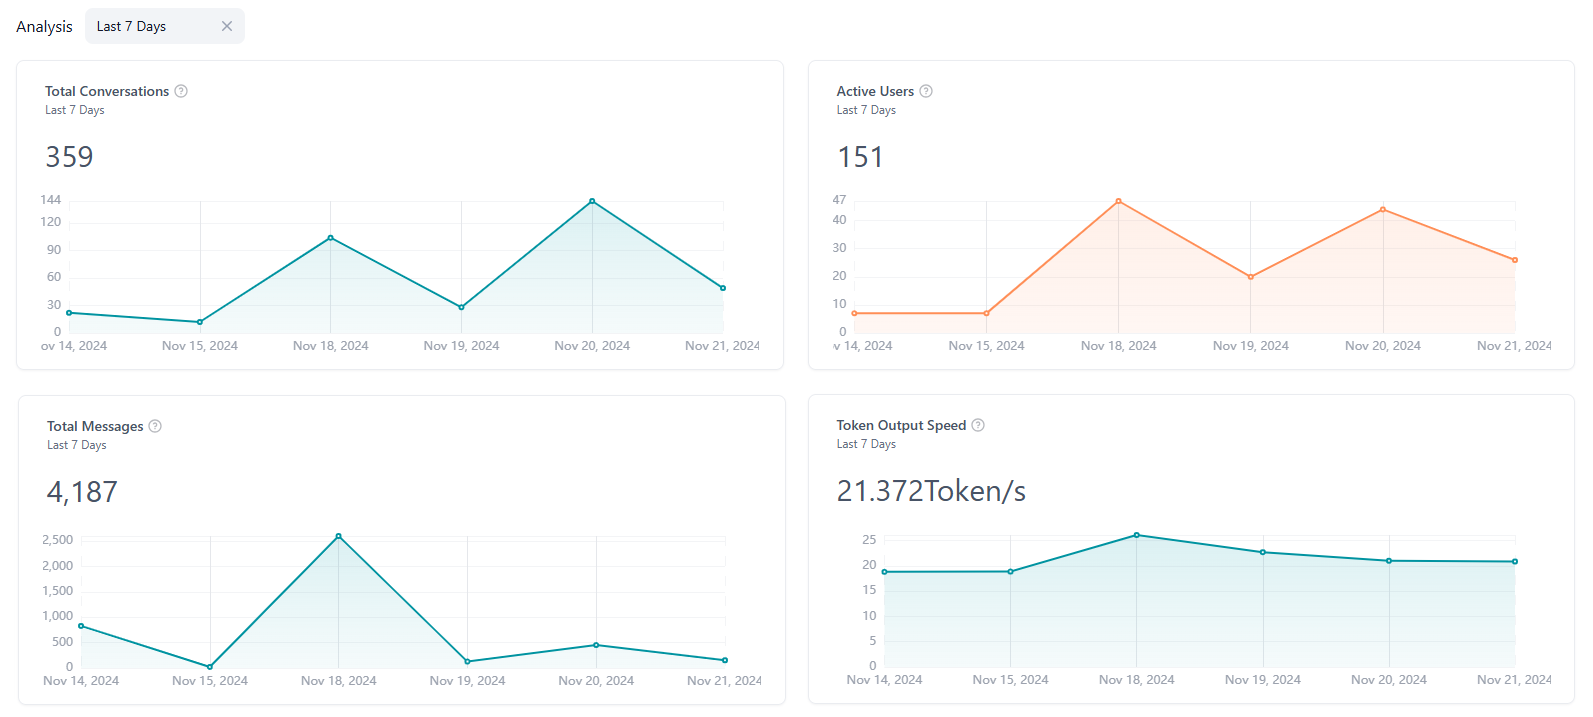 Analysis Last 7 Days
Total Conversations
Last 7 Days
359
144
120
90
60
30
0
ov 14, 2024 Nov 15, 2024 Nov 18, 2024 Nov 19, 2024 Nov 20, 2024 Nov 21, 2024
Active Users
Last 7 Days
151
47
40
30
20
10
0
v 14, 2024 Nov 15, 2024 Nov 18, 2024 Nov 19, 2024 Nov 20, 2024 Nov 21, 2024
Total Messages
Last 7 Days
4,187
2,500
2,000
1,500
1,000
500
0
Nov 14, 2024 Nov 15, 2024 Nov 18, 2024 Nov 19, 2024 Nov 20, 2024 Nov 21, 2024
Token Output Speed
Last 7 Days
21.372Token/s
25
20
15
10
5
0
Nov 14, 2024 Nov 15, 2024 Nov 18, 2024 Nov 19, 2024 Nov 20, 2024 Nov 21, 2024